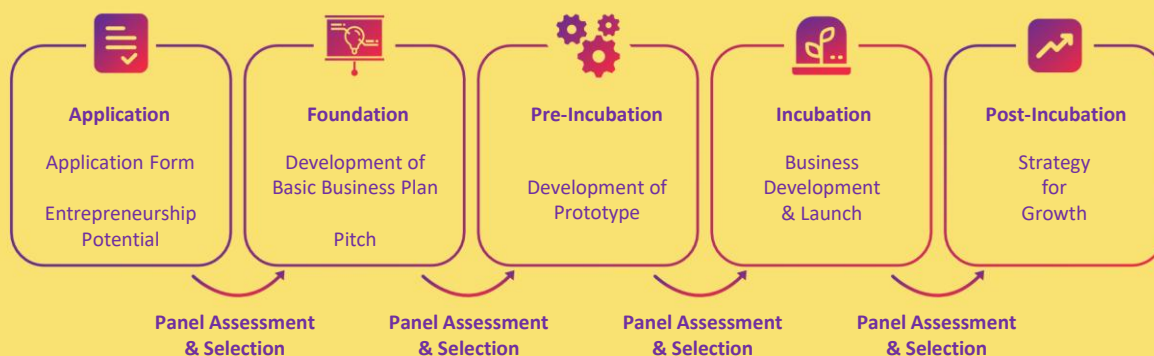 Application
Application Form
Entrepreneurship
Potential
Foundation
Development of
Basic Business Plan
Pitch
Pre-Incubation
Development of
Prototype
Incubation
Business
Development
& Launch
Post-Incubation
Strategy
for
Growth
Panel Assessment
& Selection
Panel Assessment
& Selection
Panel Assessment
& Selection
Panel Assessment
& Selection